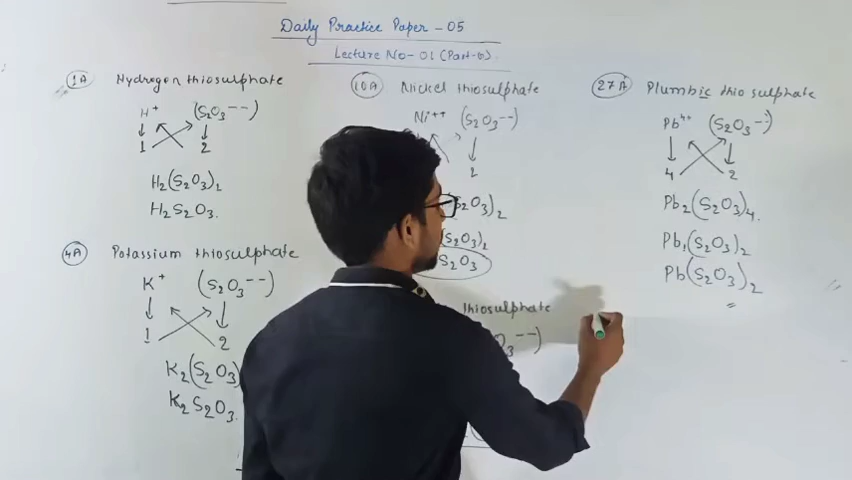 Daily Practice Paper - 05
Lecture No- 01 (Part-6)
1A Hydrogen thiosulphate
H+ (S2O3--)
1 2
H2(S2O3)1
H2S2O3.
4A Potassium thiosulphate
K+ (S2O3--)
1 2
K2(S2O3)
K2S2O3.
10A Nickel thiosulphate
Ni++ (S2O3--)
2
S2O3)2
S2O3
thiosulphate
O3--)
27A Plumbic thiosulphate
Pb4+ (S2O3--)
4 2
Pb2(S2O3)4.
Pb1(S2O3)2
Pb(S2O3)2